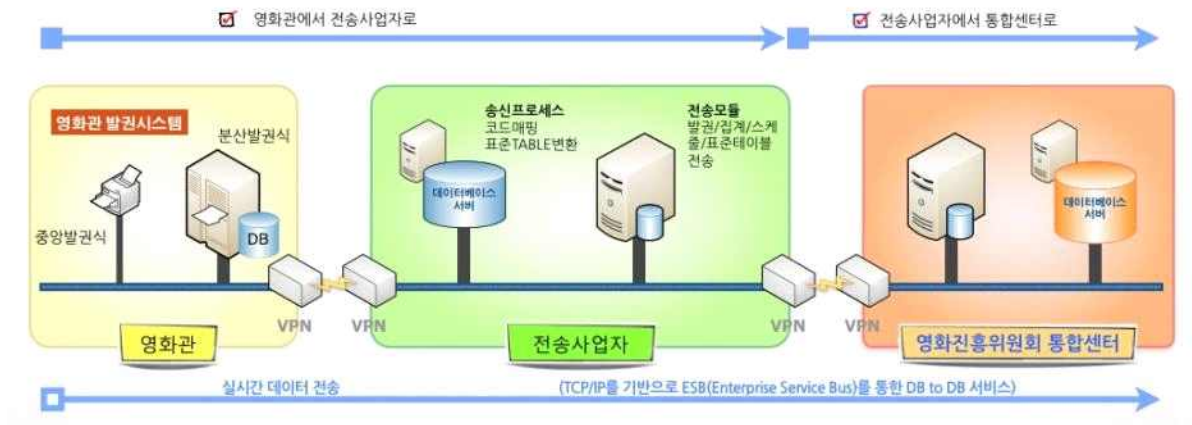 영화관에서 전송사업자로
전송사업자에서 통합센터로
영화관 발권시스템
분산발권식
중앙발권식
DB
송신프로세스
코드매핑
표준TABLE변환
데이터베이스
서버
전송모듈
발권/집계/스케
줄/표준테이블
전송
데이터베이스
서버
VPN
VPN
VPN
VPN
영화관
전송사업자
영화진흥위원회 통합센터
실시간 데이터 전송
(TCP/IP를 기반으로 ESB(Enterprise Service Bus)를 통한 DB to DB 서비스)